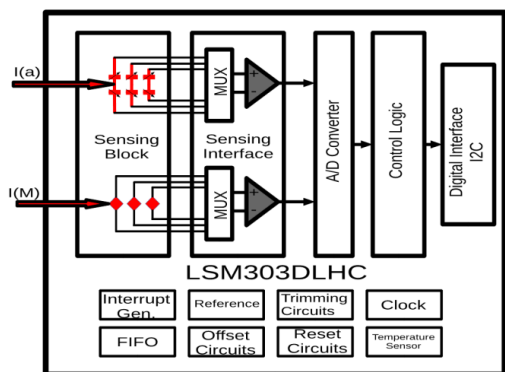 I(a)
I(M)
Sensing
Block
Sensing
Interface
MUX
MUX
+
-
+
-
A/D Converter
Control Logic
Digital Interface
I2C
LSM303DLHC
Interrupt
Gen.
Reference
Trimming
Circuits
Clock
FIFO
Offset
Circuits
Reset
Circuits
Temperature
Sensor